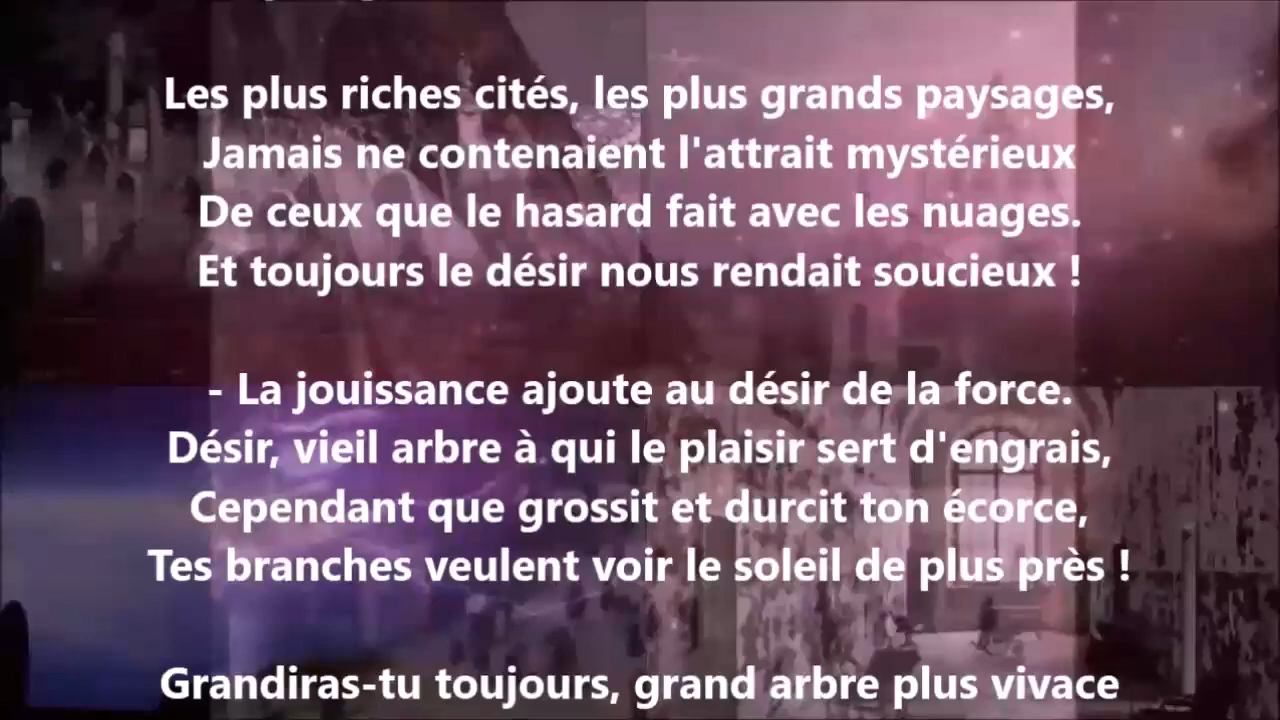 Les plus riches cités, les plus grands paysages,
Jamais ne contenaient l'attrait mystérieux
De ceux que le hasard fait avec les nuages.
Et toujours le désir nous rendait soucieux !
- La jouissance ajoute au désir de la force.
Désir, vieil arbre à qui le plaisir sert d'engrais,
Cependant que grossit et durcit ton écorce,
Tes branches veulent voir le soleil de plus près !
Grandiras-tu toujours, grand arbre plus vivace